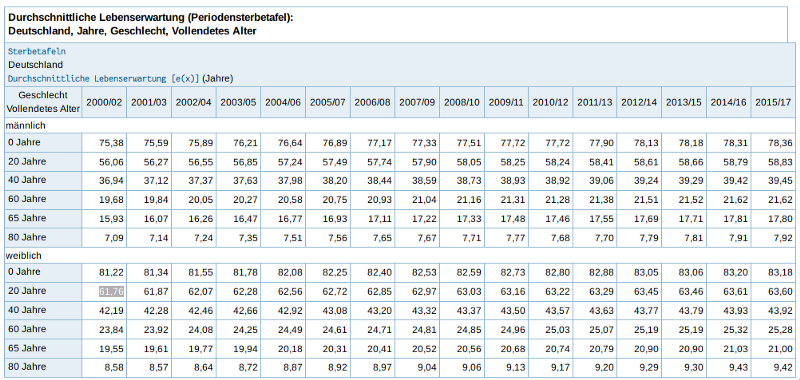 Durchschnittliche Lebenserwartung (Periodensterbetafel):
Deutschland, Jahre, Geschlecht, Vollendetes Alter
Sterbetafeln
Deutschland
Durchschnittliche Lebenserwartung [e(x)] (Jahre)
Geschlecht
Vollendetes Alter 2000/02 2001/03 2002/04 2003/05 2004/06 2005/07 2006/08 2007/09 2008/10 2009/11 2010/12 2011/13 2012/14 2013/15 2014/16 2015/17
männlich
0 Jahre 75,38 75,59 75,89 76,21 76,64 76,89 77,17 77,33 77,51 77,72 77,72 77,90 78,13 78,18 78,31 78,36
20 Jahre 56,06 56,27 56,55 56,85 57,24 57,49 57,74 57,90 58,05 58,25 58,24 58,41 58,61 58,66 58,79 58,83
40 Jahre 36,94 37,12 37,37 37,63 37,98 38,20 38,44 38,59 38,73 38,93 38,92 39,06 39,24 39,29 39,42 39,45
60 Jahre 19,68 19,84 20,05 20,27 20,58 20,75 20,93 21,04 21,16 21,31 21,28 21,38 21,51 21,52 21,62 21,62
65 Jahre 15,93 16,07 16,26 16,47 16,77 16,93 17,11 17,22 17,33 17,48 17,46 17,55 17,69 17,71 17,81 17,80
80 Jahre 7,09 7,14 7,24 7,35 7,51 7,56 7,65 7,67 7,71 7,77 7,68 7,70 7,79 7,81 7,91 7,92
weiblich
0 Jahre 81,22 81,34 81,55 81,78 82,08 82,25 82,40 82,53 82,59 82,73 82,80 82,88 83,05 83,06 83,20 83,18
20 Jahre 61,76 61,87 62,07 62,28 62,56 62,72 62,85 62,97 63,03 63,16 63,22 63,29 63,45 63,46 63,61 63,60
40 Jahre 42,19 42,28 42,46 42,66 42,92 43,08 43,20 43,32 43,37 43,50 43,57 43,63 43,77 43,79 43,93 43,92
60 Jahre 23,84 23,92 24,08 24,25 24,49 24,61 24,71 24,81 24,85 24,96 25,03 25,07 25,19 25,19 25,32 25,28
65 Jahre 19,55 19,61 19,77 19,94 20,18 20,31 20,41 20,52 20,56 20,68 20,74 20,79 20,90 20,90 21,03 21,00
80 Jahre 8,58 8,57 8,64 8,72 8,87 8,92 8,97 9,04 9,06 9,13 9,17 9,20 9,29 9,30 9,43 9,42